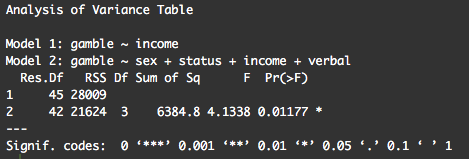 Analysis of Variance Table
Model 1: gamble ~ income
Model 2: gamble ~ sex + status + income + verbal
  Res.Df   RSS Df Sum of Sq      F  Pr(>F)
1     45 28009
2     42 21624  3    6384.8 4.1338 0.01177 *
---
Signif. codes:  0 ‘***’ 0.001 ‘**’ 0.01 ‘*’ 0.05 ‘.’ 0.1 ‘ ’ 1